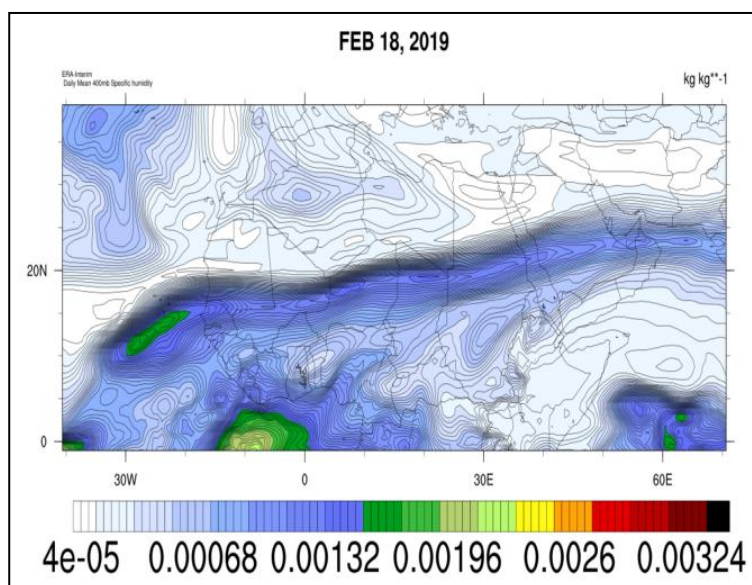 FEB 18, 2019
ERA-Interim
Daily Mean 400mb Specific humidity
kg kg**-1
20N
0
30W 0 30E 60E
4e-05 0.00068 0.00132 0.00196 0.0026 0.00324